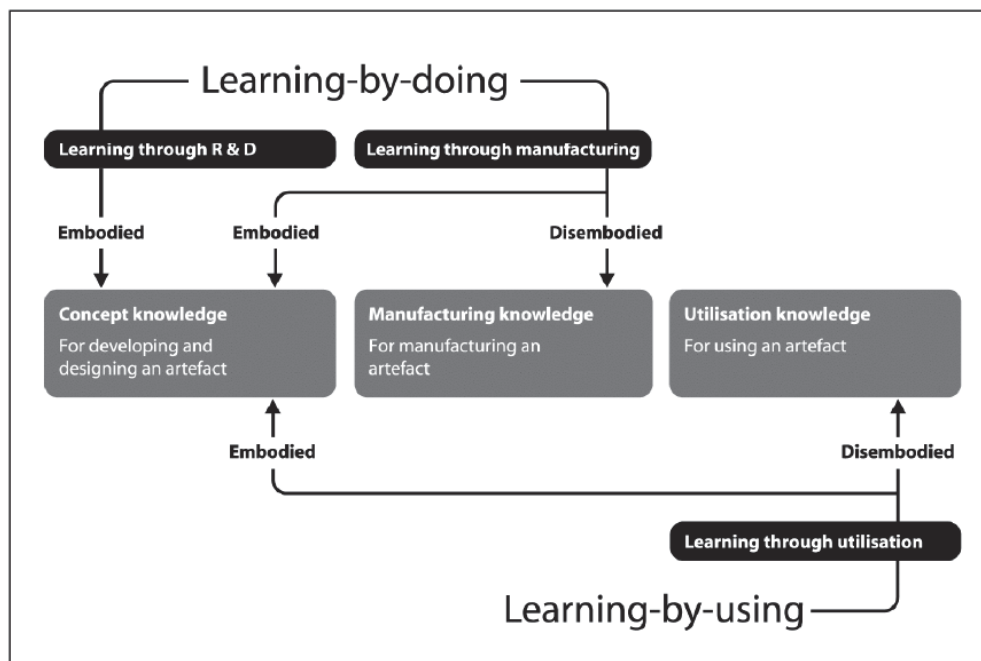 Learning-by-doing
Learning through R & D
Learning through manufacturing
Embodied
Embodied
Disembodied
Concept knowledge
For developing and
designing an artefact
Manufacturing knowledge
For manufacturing an
artefact
Utilisation knowledge
For using an artefact
Embodied
Disembodied
Learning through utilisation
Learning-by-using